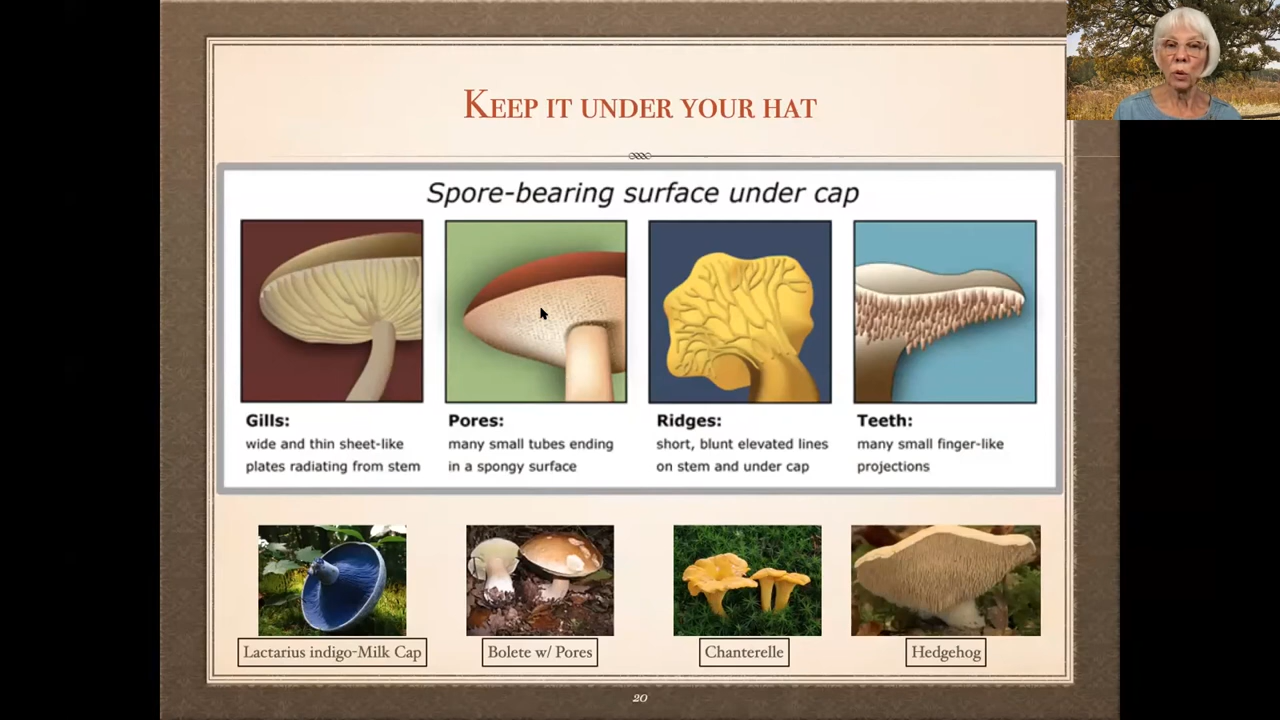 Keep it under your hat
Spore-bearing surface under cap
Gills:
wide and thin sheet-like
plates radiating from stem
Pores:
many small tubes ending
in a spongy surface
Ridges:
short, blunt elevated lines
on stem and under cap
Teeth:
many small finger-like
projections
Lactarius indigo-Milk Cap
Bolete w/ Pores
Chanterelle
Hedgehog
20